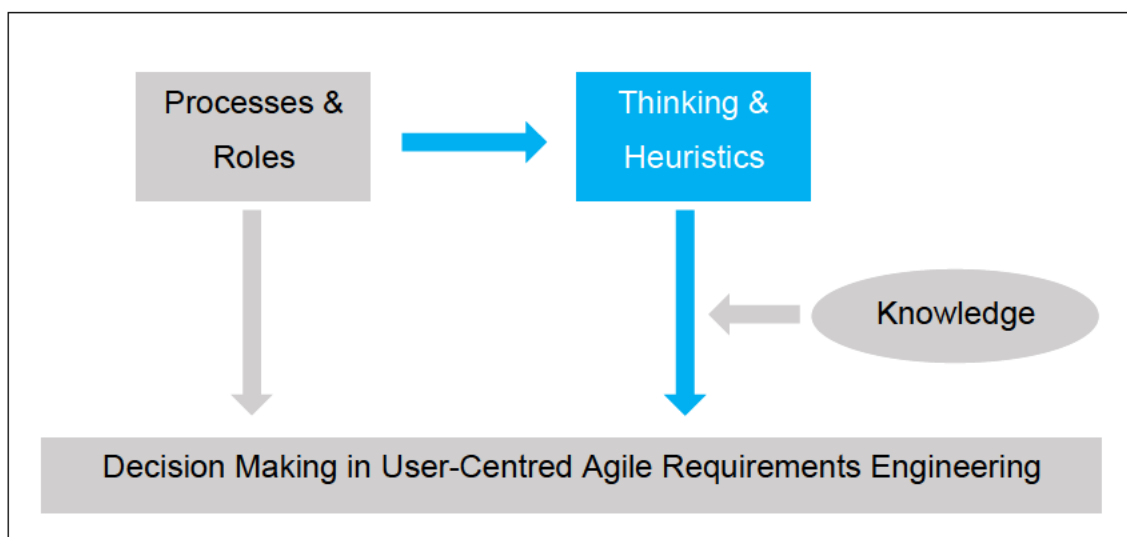 Processes &
Roles
Thinking &
Heuristics
Knowledge
Decision Making in User-Centred Agile Requirements Engineering